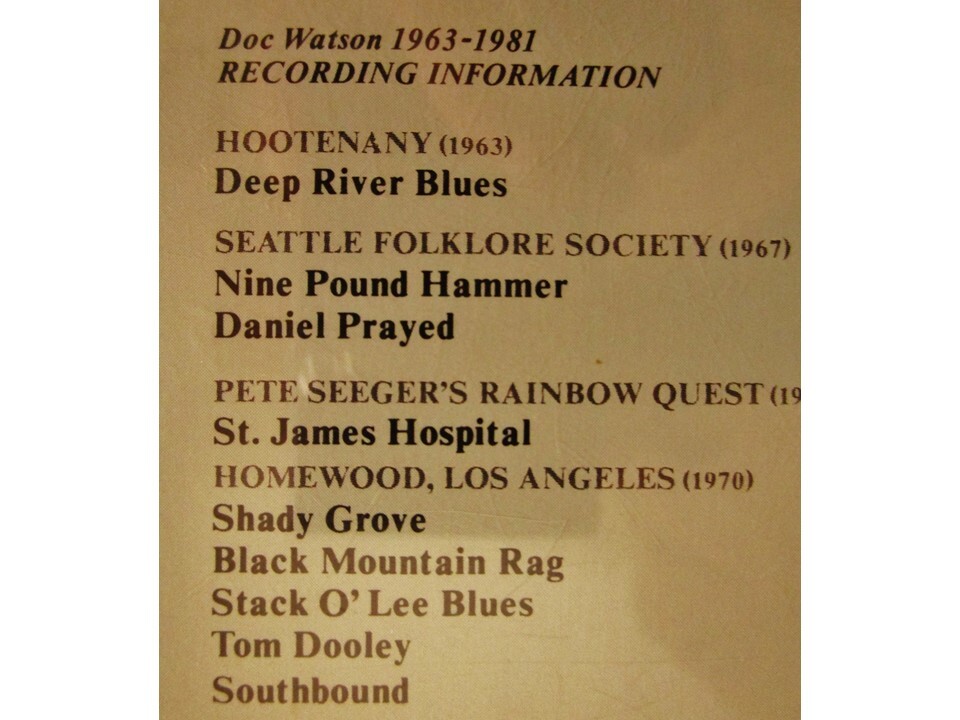 Doc Watson 1963-1981
RECORDING INFORMATION
HOOTENANY (1963)
Deep River Blues
SEATTLE FOLKLORE SOCIETY (1967)
Nine Pound Hammer
Daniel Prayed
PETE SEEGER'S RAINBOW QUEST (19
St. James Hospital
HOMEWOOD, LOS ANGELES (1970)
Shady Grove
Black Mountain Rag
Stack O' Lee Blues
Tom Dooley
Southbound